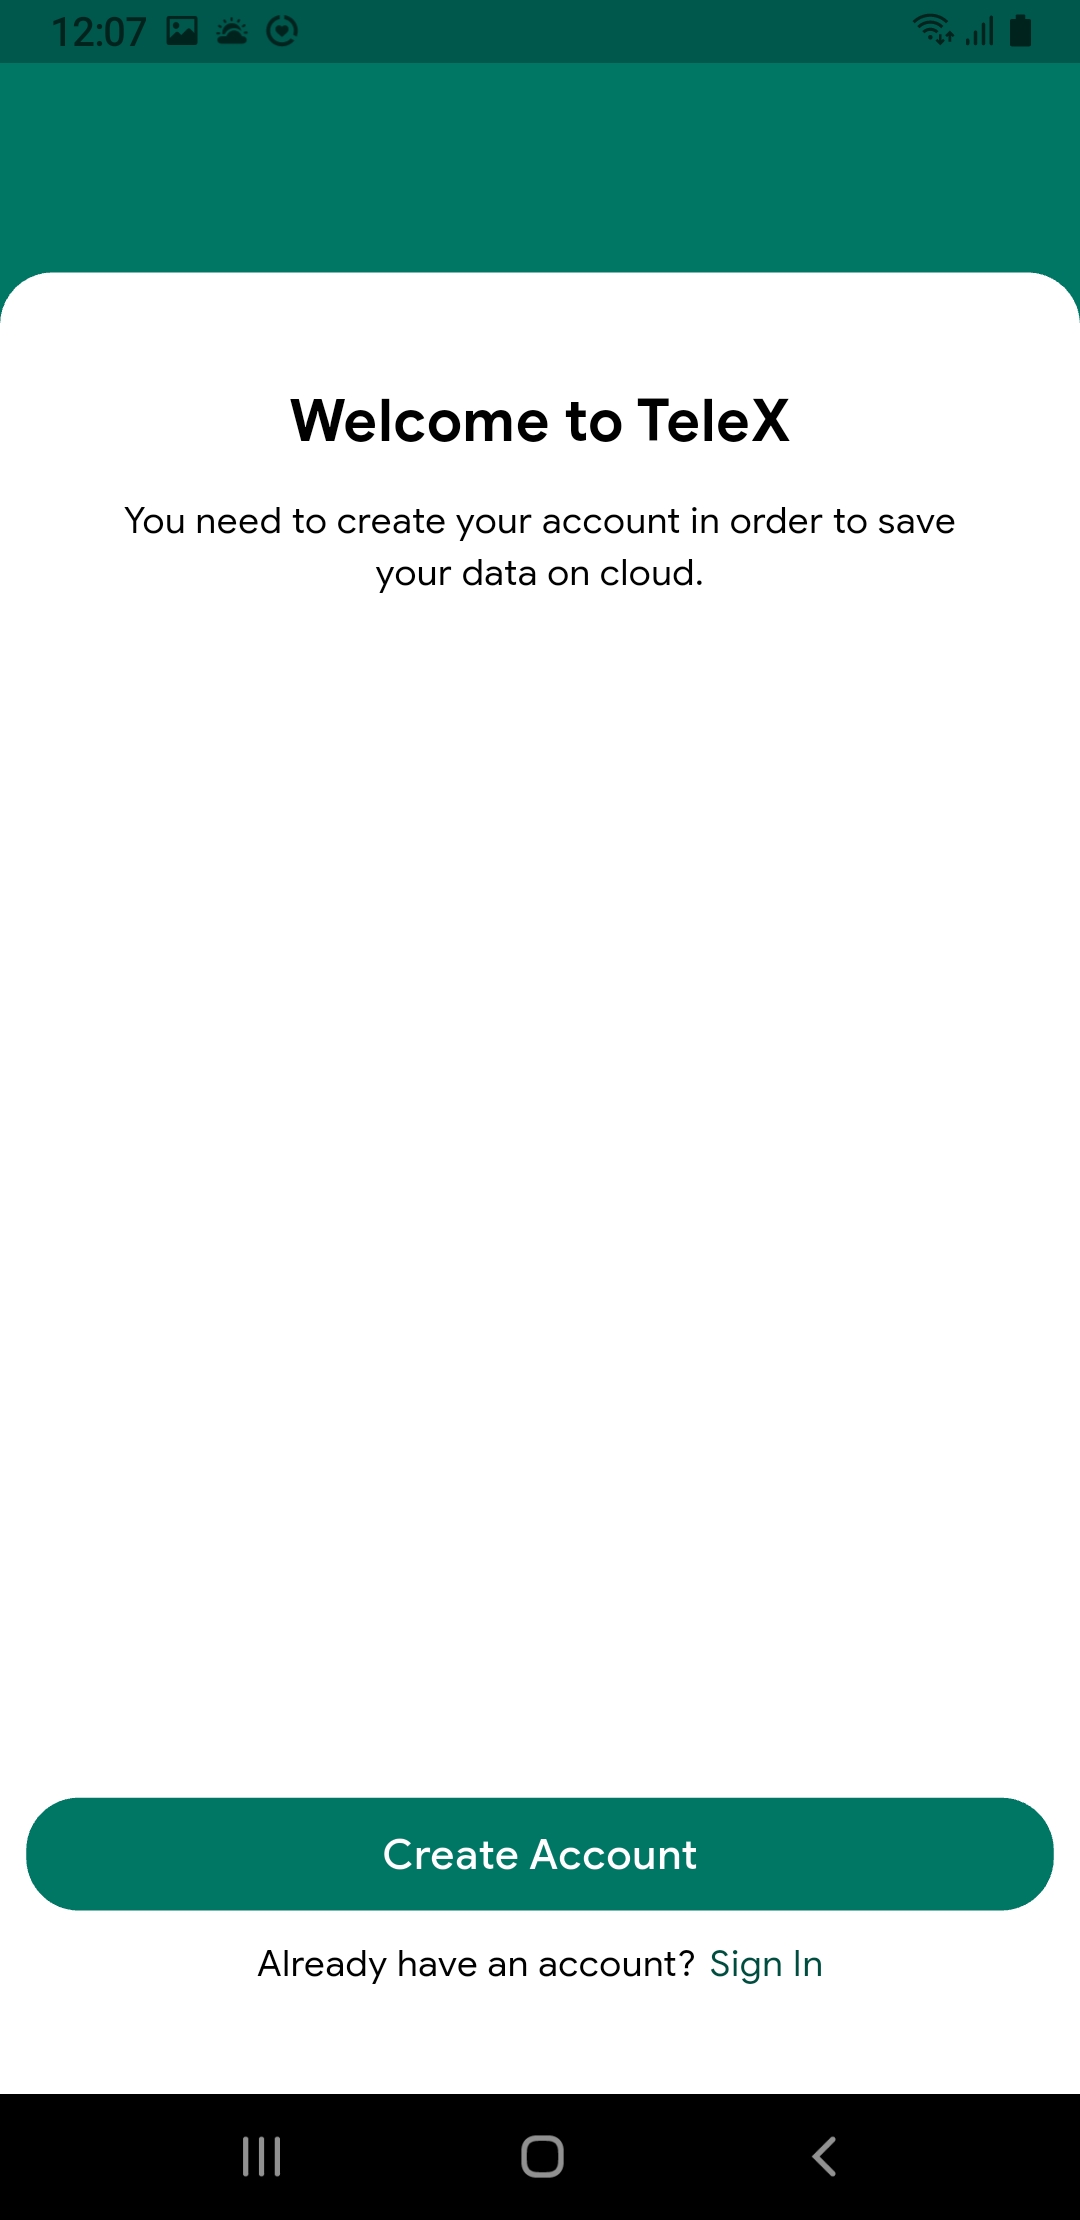 12:07
Welcome to TeleX
You need to create your account in order to save
your data on cloud.
Create Account
Already have an account? Sign In